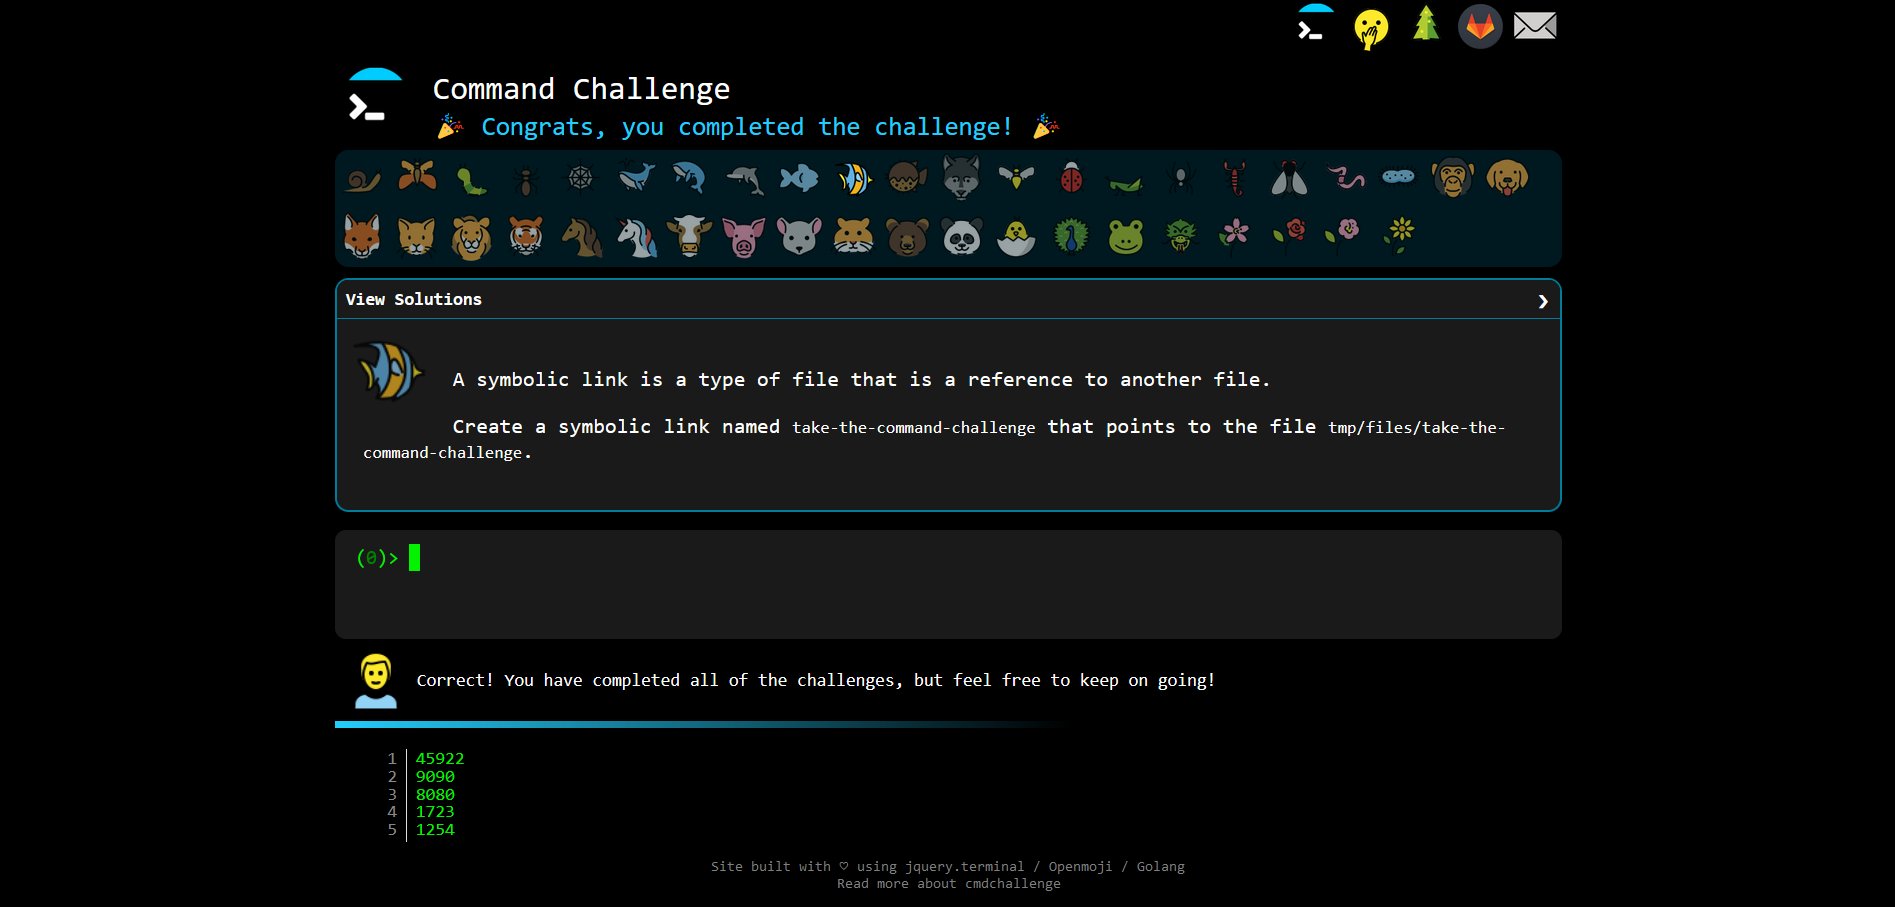 Command Challenge
Congrats, you completed the challenge!
View Solutions
A symbolic link is a type of file that is a reference to another file.
Create a symbolic link named take-the-command-challenge that points to the file tmp/files/take-the-
command-challenge.
(0)>
Correct! You have completed all of the challenges, but feel free to keep on going!
1 45922
2 9090
3 8080
4 1723
5 1254
Site built with ♡ using jquery.terminal / Openmoji / Golang
Read more about cmdchallenge